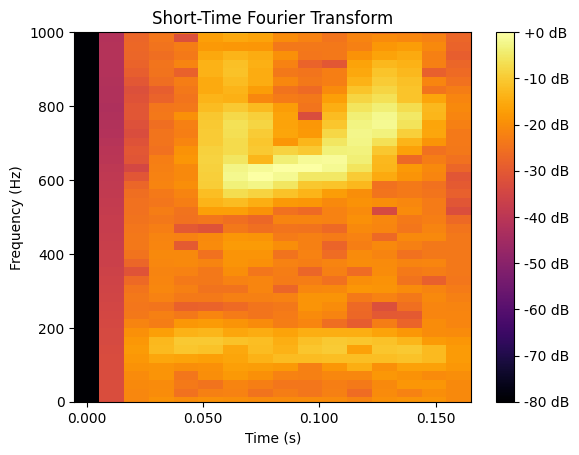 Short-Time Fourier Transform
1000
800
600
400
200
0
Frequency (Hz)
0.000
0.050
0.100
0.150
Time (s)
+0 dB
-10 dB
-20 dB
-30 dB
-40 dB
-50 dB
-60 dB
-70 dB
-80 dB